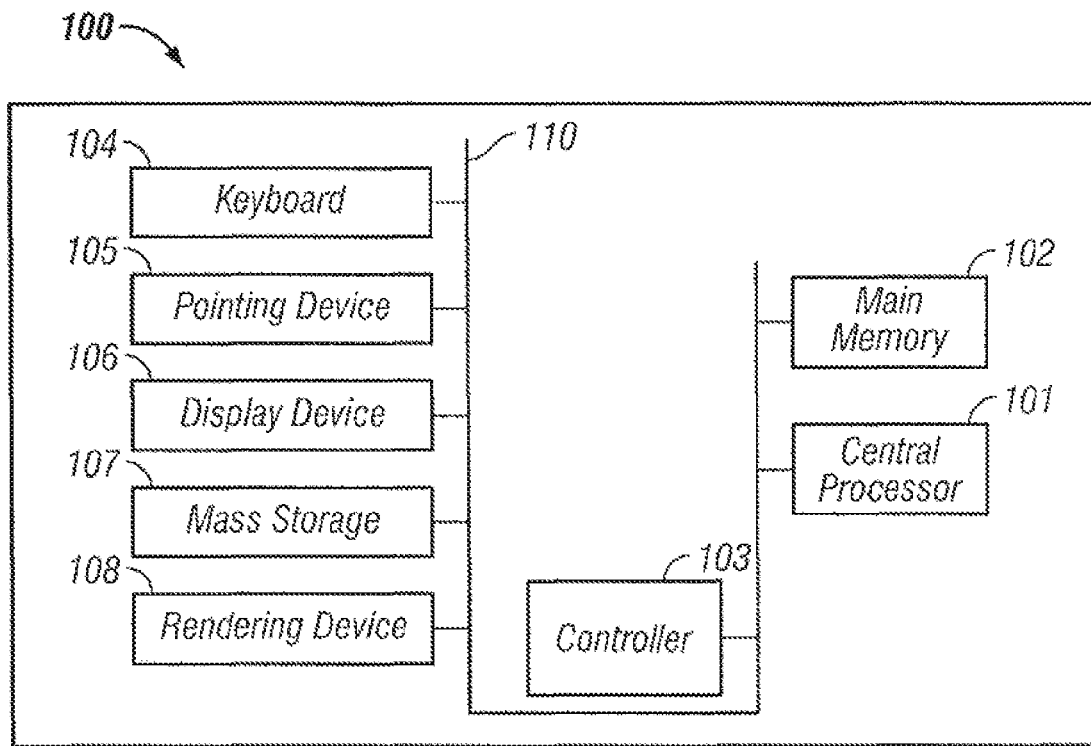 100
104
110
Keyboard
105
Pointing Device
102
Main
Memory
106
Display Device
101
Central
Processor
107
Mass Storage
108
Rendering Device
103
Controller